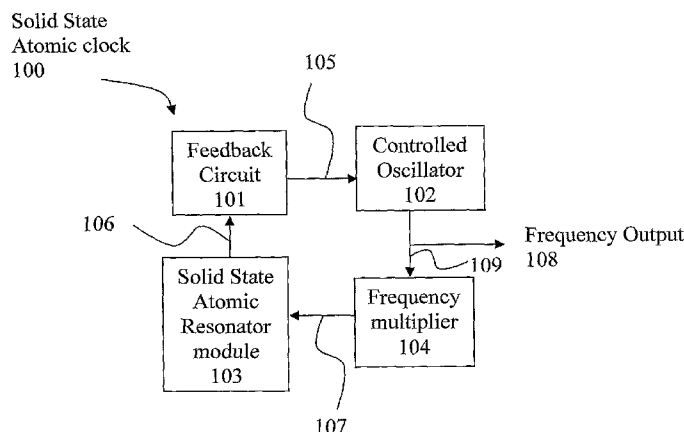 Solid State
Atomic clock
100
105
Feedback
Circuit
101
Controlled
Oscillator
102
106
Frequency Output
108
109
Solid State
Atomic
Resonator
module
103
Frequency
multiplier
104
107